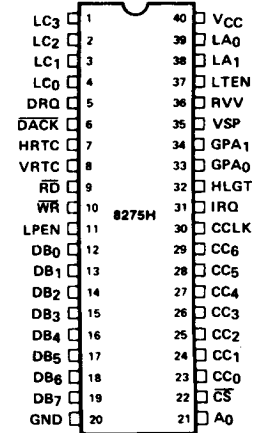 LC3 1 40 VCC
LC2 2 39 LA0
LC1 3 38 LA1
LC0 4 37 LTEN
DRQ 5 36 RVV
DACK 6 35 VSP
HRTC 7 34 GPA1
VRTC 8 33 GPA0
RD 9 32 HLGT
WR 10 8275H 31 IRQ
LPEN 11 30 CCLK
DB0 12 29 CC6
DB1 13 28 CC5
DB2 14 27 CC4
DB3 15 26 CC3
DB4 16 25 CC2
DB5 17 24 CC1
DB6 18 23 CC0
DB7 19 22 CS
GND 20 21 A0